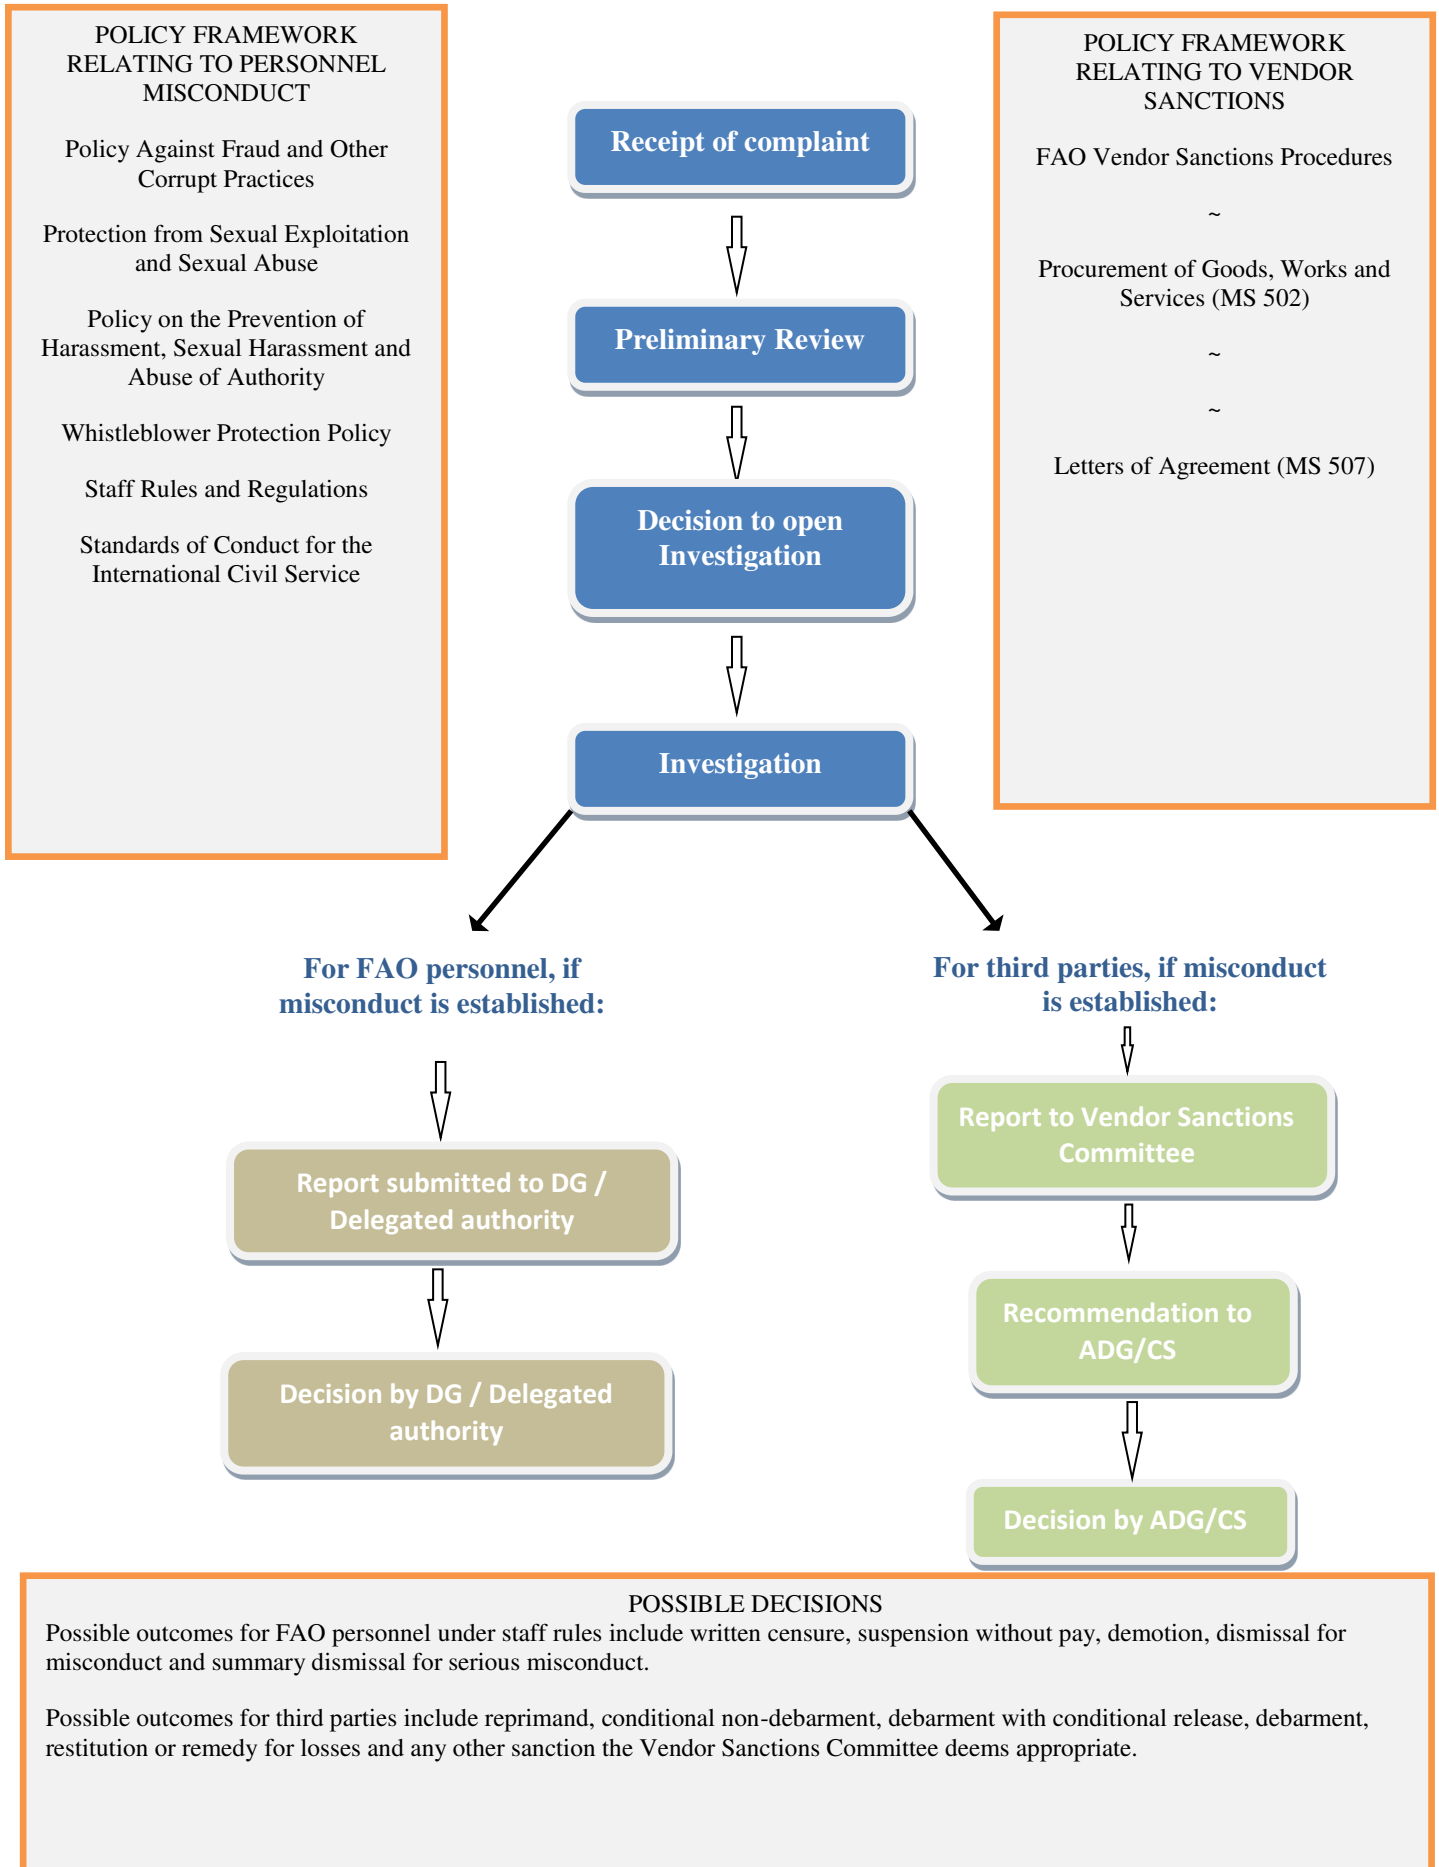 POLICY FRAMEWORK
RELATING TO PERSONNEL
MISCONDUCT
Policy Against Fraud and Other
Corrupt Practices
Protection from Sexual Exploitation
and Sexual Abuse
Policy on the Prevention of
Harassment, Sexual Harassment and
Abuse of Authority
Whistleblower Protection Policy
Staff Rules and Regulations
Standards of Conduct for the
International Civil Service
Receipt of complaint
Preliminary Review
Decision to open
Investigation
Investigation
POLICY FRAMEWORK
RELATING TO VENDOR
SANCTIONS
FAO Vendor Sanctions Procedures
~
Procurement of Goods, Works and
Services (MS 502)
~
~
Letters of Agreement (MS 507)
For FAO personnel, if
misconduct is established:
Report submitted to DG /
Delegated authority
Decision by DG / Delegated
authority
For third parties, if misconduct
is established:
Report to Vendor Sanctions
Committee
Recommendation to
ADG/CS
Decision by ADG/CS
POSSIBLE DECISIONS
Possible outcomes for FAO personnel under staff rules include written censure, suspension without pay, demotion, dismissal for
misconduct and summary dismissal for serious misconduct.
Possible outcomes for third parties include reprimand, conditional non-debarment, debarment with conditional release, debarment,
restitution or remedy for losses and any other sanction the Vendor Sanctions Committee deems appropriate.